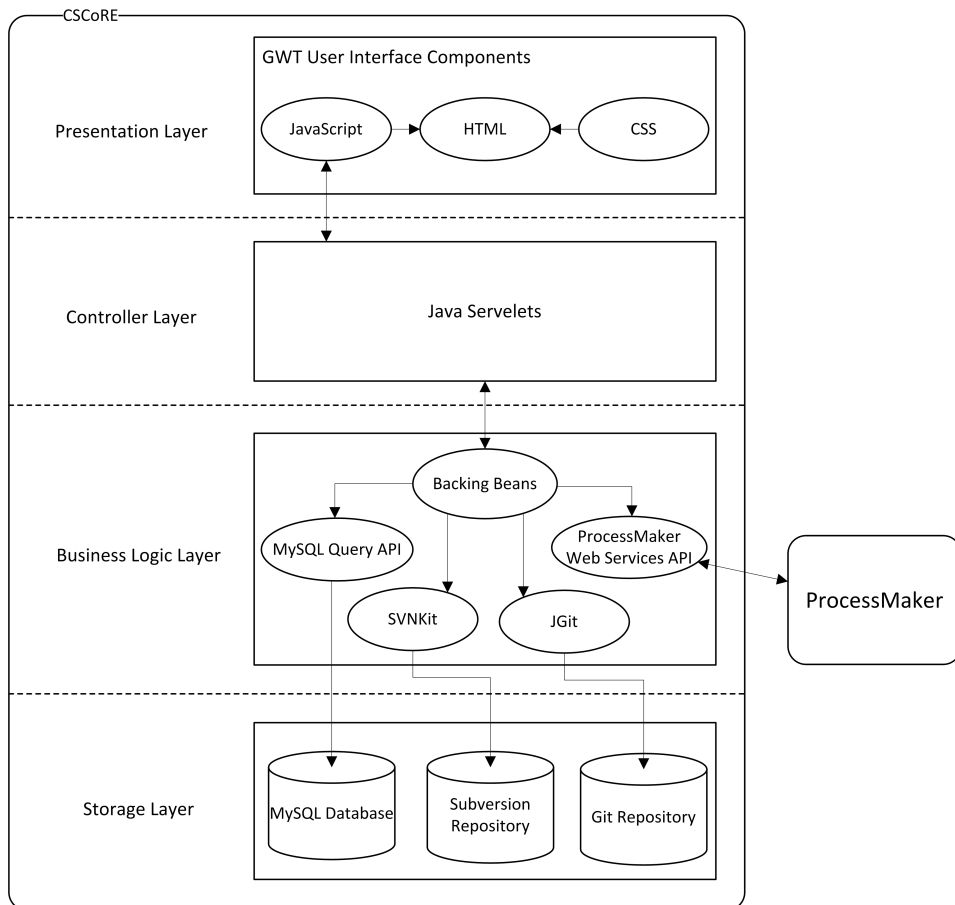 CSCoRE
GWT User Interface Components
Presentation Layer
JavaScript
HTML
CSS
Controller Layer
Java Servelets
Business Logic Layer
Backing Beans
MySQL Query API
ProcessMaker
Web Services API
SVNKit
JGit
ProcessMaker
Storage Layer
MySQL Database
Subversion
Repository
Git Repository